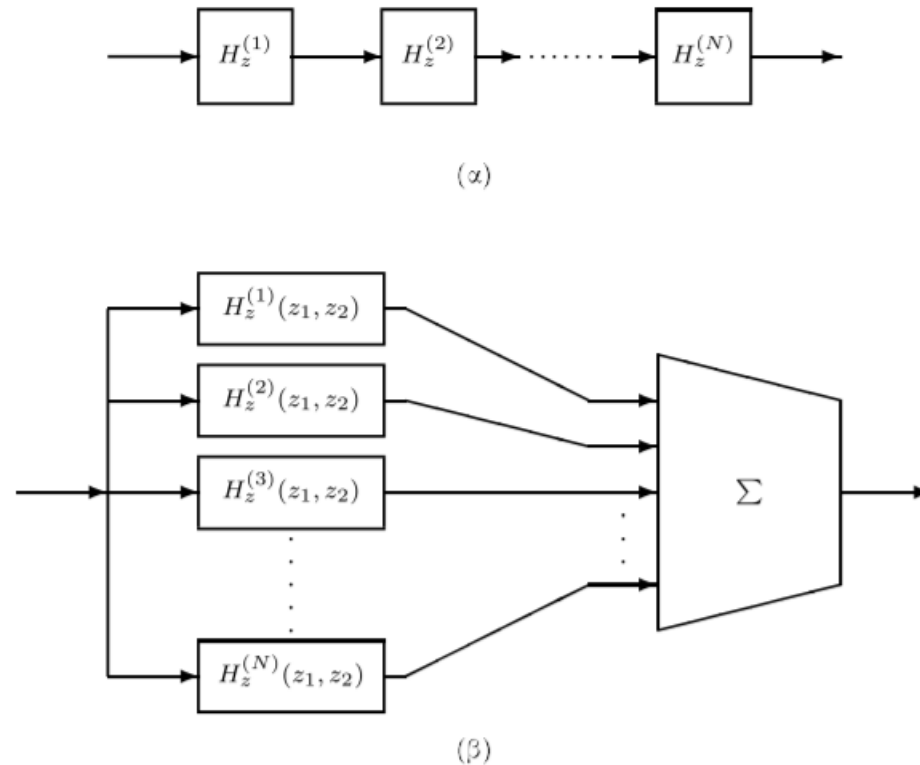 H_z^{(1)} H_z^{(2)} H_z^{(N)}
(α)
H_z^{(1)}(z_1, z_2)
H_z^{(2)}(z_1, z_2)
H_z^{(3)}(z_1, z_2)
Σ
H_z^{(N)}(z_1, z_2)
(β)